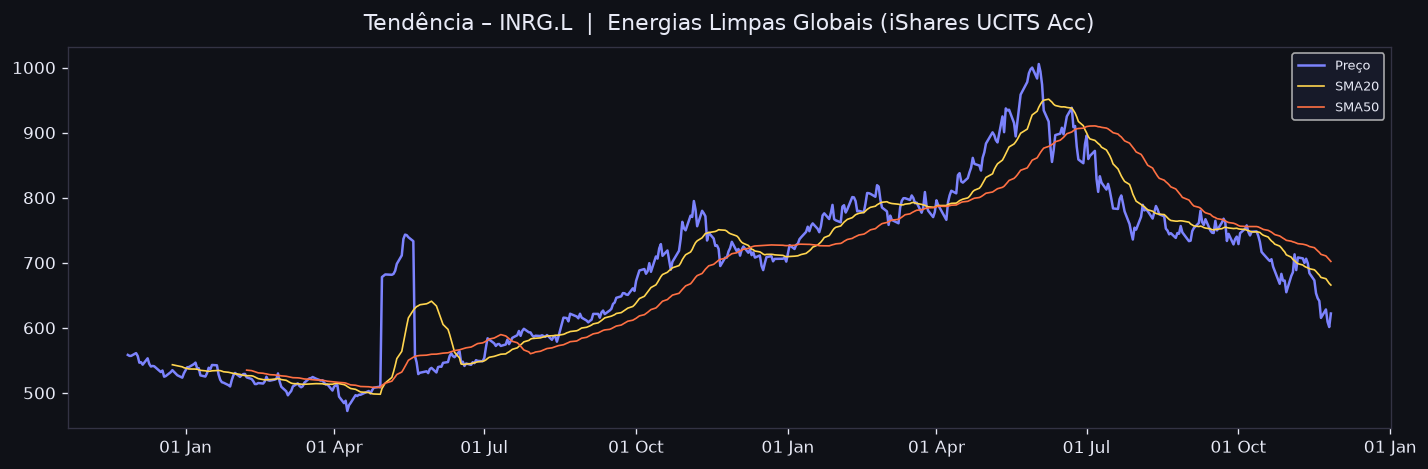 Tendência – INRG.L | Energias Limpas Globais (iShares UCITS Acc)
1000
900
800
700
600
500
Preço
SMA20
SMA50
01 Jan 01 Apr 01 Jul 01 Oct 01 Jan 01 Apr 01 Jul 01 Oct 01 Jan